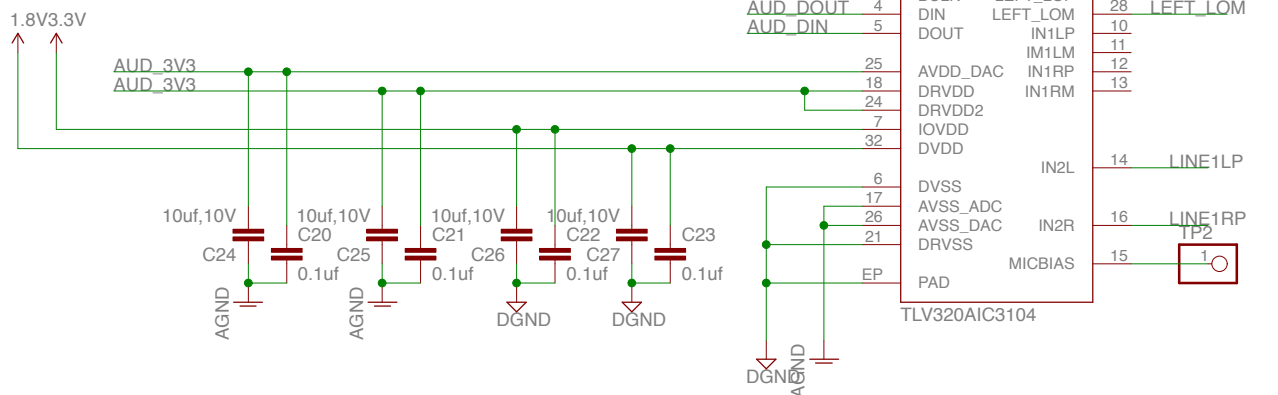 AUD_DOUT 4 DIN LEFT_LOM 28 LEFT_LOM
1.8V3.3V
AUD_DIN 5 DOUT IN1LP 10
IM1LM 11
AUD_3V3 25 AVDD_DAC IN1RP 12
AUD_3V3 18 DRVDD IN1RM 13
24 DRVDD2
7 IOVDD
32 DVDD
IN2L 14 LINE1LP
6 DVSS
17 AVSS_ADC
10uf,10V 10uf,10V 10uf,10V 10uf,10V
26 AVSS_DAC IN2R 16 LINE1RP
C20 C21 C22 C23
TP2
21 DRVSS
C24 C25 C26 C27
MICBIAS 15 1
0.1uf 0.1uf 0.1uf 0.1uf
EP PAD
AGND AGND DGND DGND
TLV320AIC3104
DGND AGND